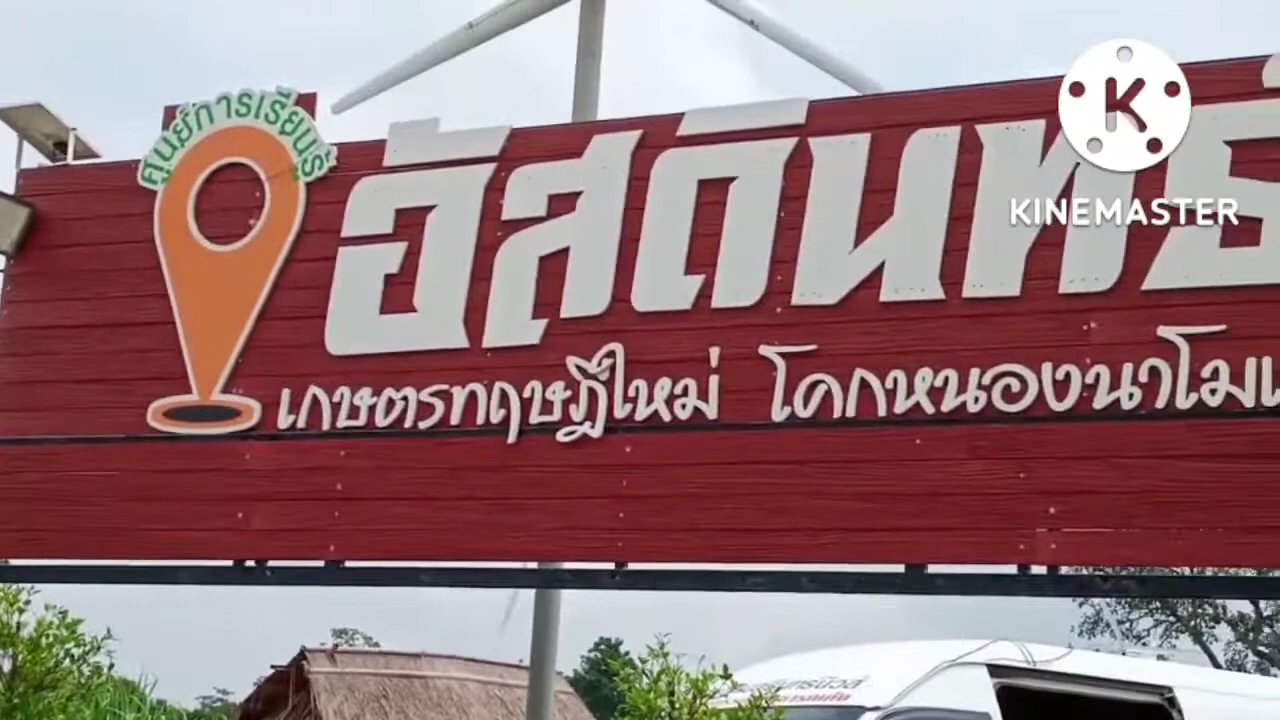 ศูนย์การเรียนรู้
อิสดินทร
เกษตรทฤษฎีใหม่ โคกหนองนาโมเ
K
KINEMASTER